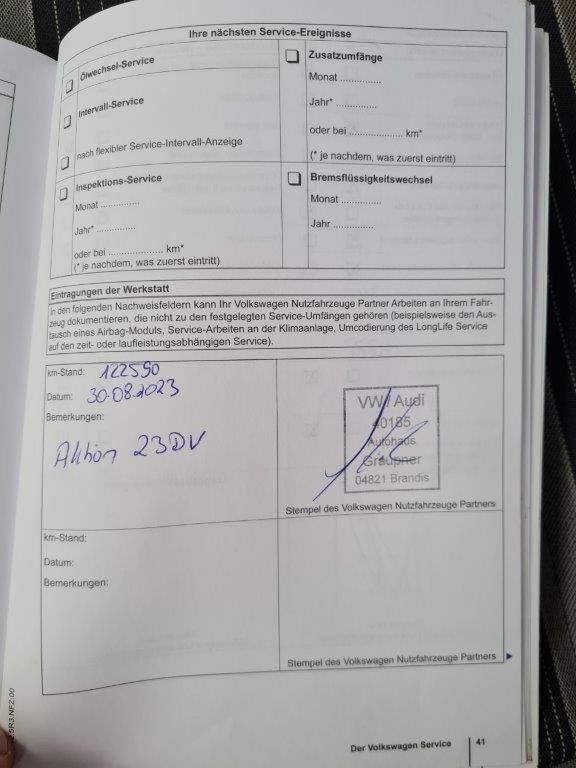 Ihre nächsten Service-Ereignisse
Ölwechsel-Service
Intervall-Service
nach flexibler Service-Intervall-Anzeige
Zusatzumfänge
Monat ..............
Jahr* ..............
oder bei .................... km*
(* je nachdem, was zuerst eintritt)
Inspektions-Service
Monat ..............
Jahr* ..............
oder bei .................... km*
(* je nachdem, was zuerst eintritt)
Bremsflüssigkeitswechsel
Monat ..............
Jahr ..............
Eintragungen der Werkstatt
In den folgenden Nachweisfeldern kann Ihr Volkswagen Nutzfahrzeuge Partner Arbeiten an Ihrem Fahr-
zeug dokumentieren, die nicht zu den festgelegten Service-Umfängen gehören (beispielsweise den Aus-
tausch eines Airbag-Moduls, Service-Arbeiten an der Klimaanlage, Umcodierung des LongLife Service
auf den zeit- oder laufleistungsabhängigen Service).
km-Stand: 122590
Datum: 30.08.2023
Bemerkungen:
Aktion 23DV
VW / Audi
40185
Autohaus
Graupner
04821 Brandis
Stempel des Volkswagen Nutzfahrzeuge Partners
km-Stand:
Datum:
Bemerkungen:
Stempel des Volkswagen Nutzfahrzeuge Partners
Der Volkswagen Service
41
5R3.NFZ.00